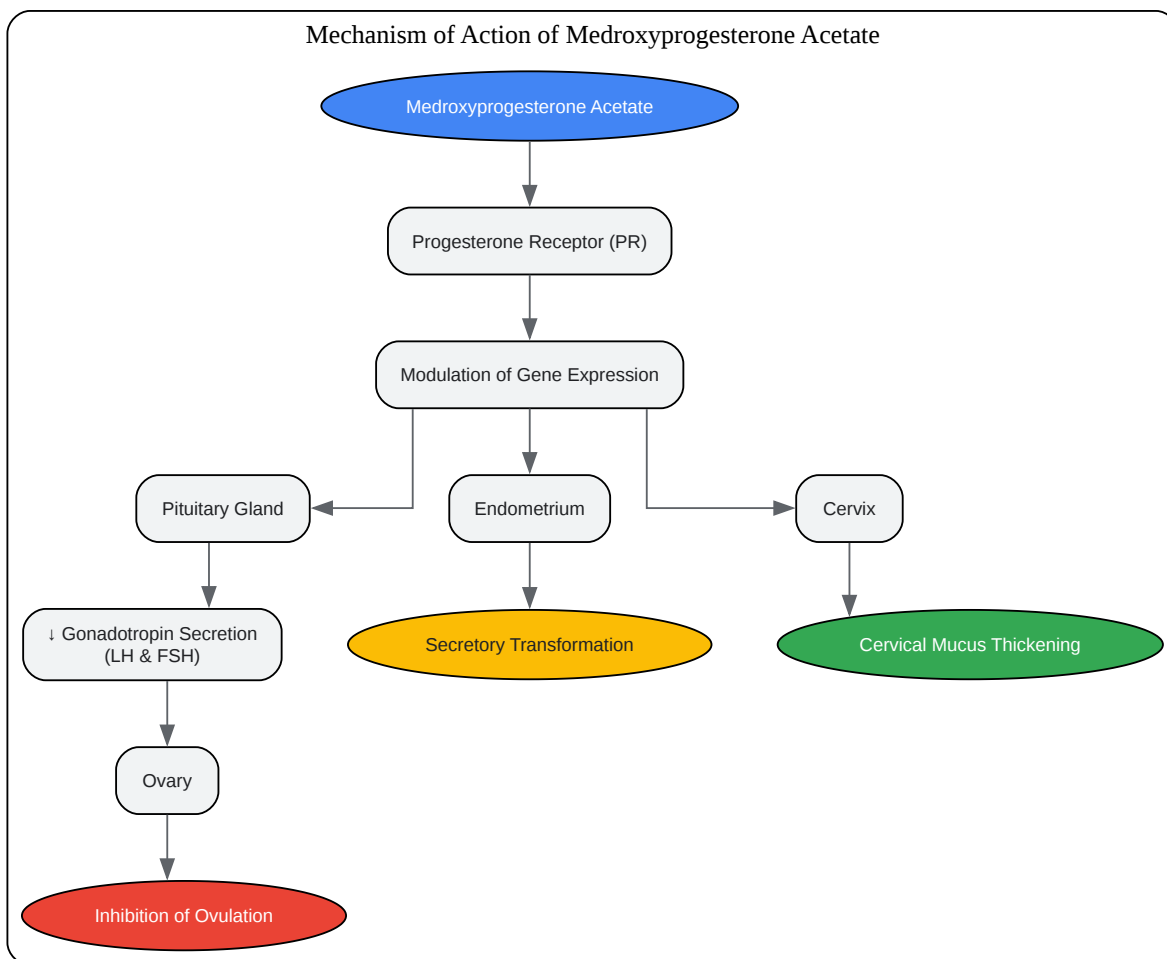 Mechanism of Action of Medroxyprogesterone Acetate
Medroxyprogesterone Acetate
Progesterone Receptor (PR)
Modulation of Gene Expression
Pituitary Gland
Endometrium
Cervix
↓ Gonadotropin Secretion
(LH & FSH)
Secretory Transformation
Cervical Mucus Thickening
Ovary
Inhibition of Ovulation